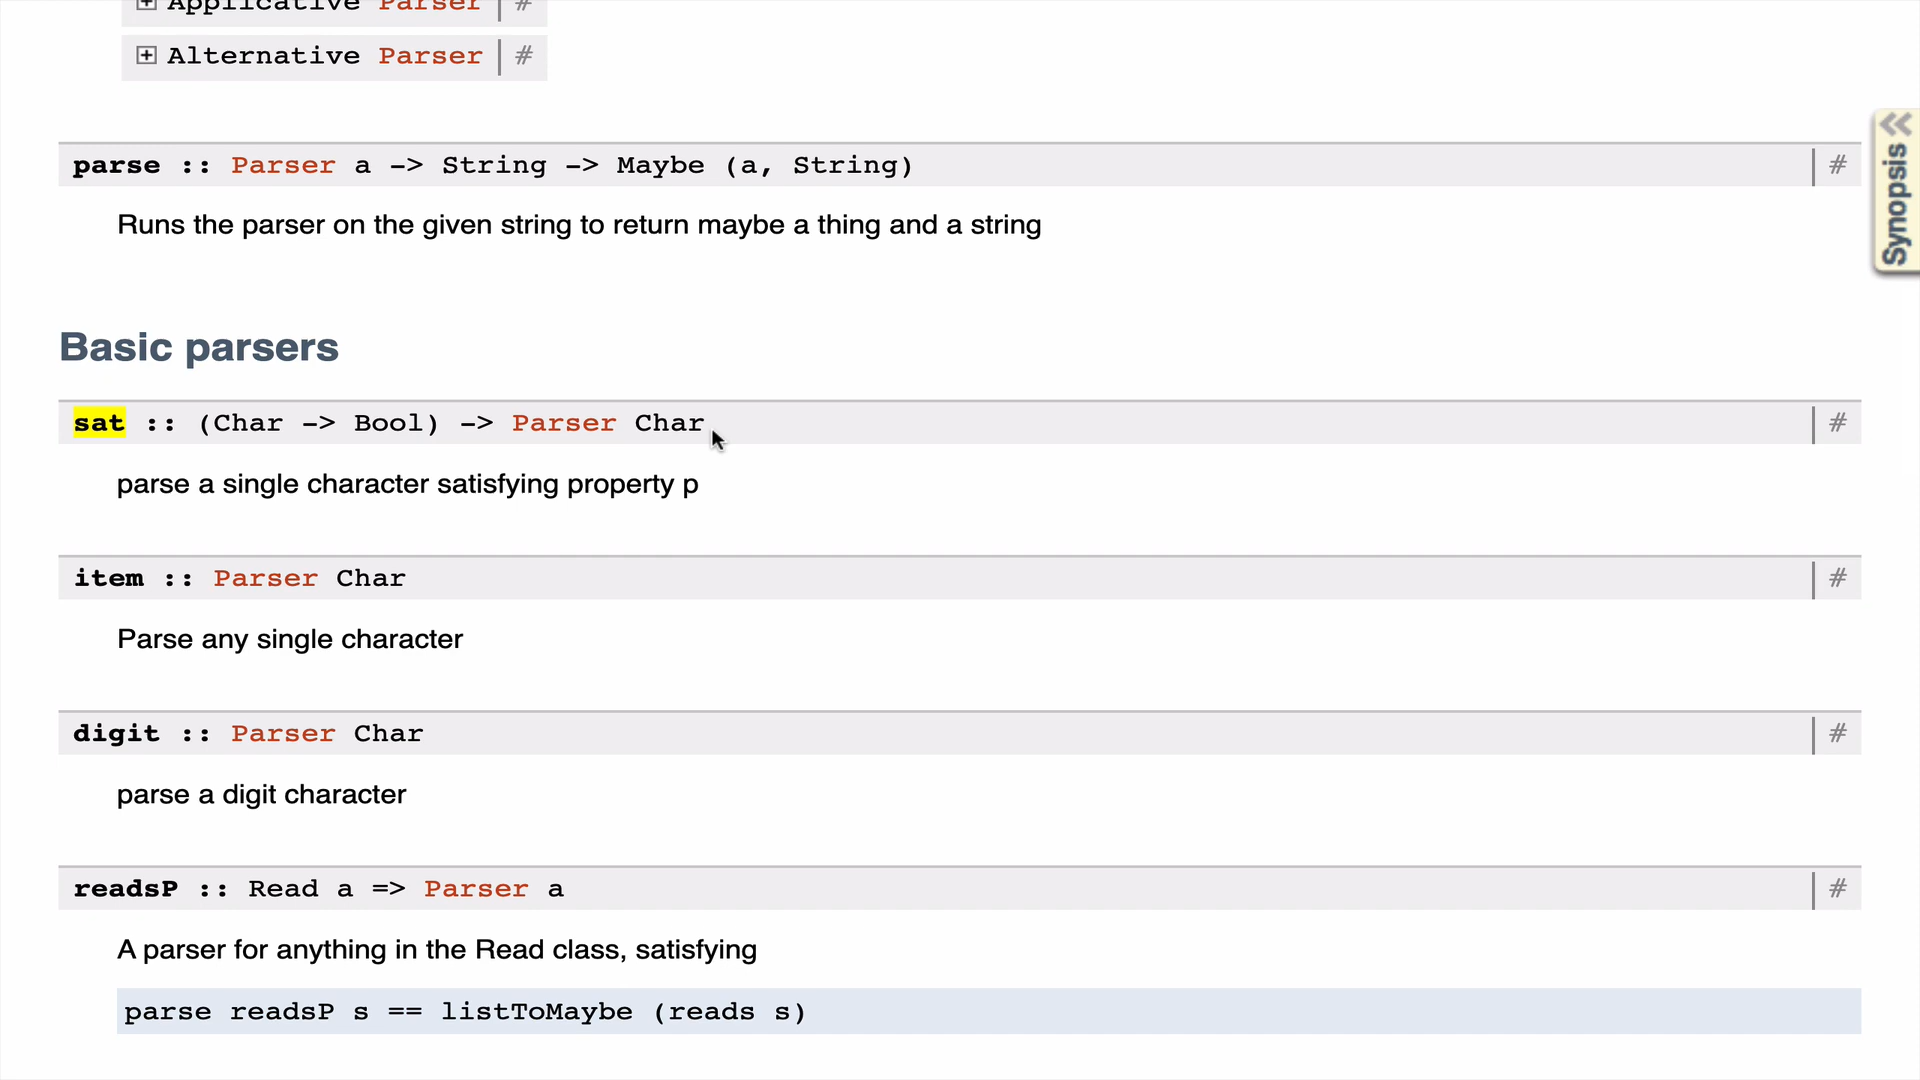 Applicative Parser #
Alternative Parser #
parse :: Parser a -> String -> Maybe (a, String) #
Runs the parser on the given string to return maybe a thing and a string
Synopsis
Basic parsers
sat :: (Char -> Bool) -> Parser Char #
parse a single character satisfying property p
item :: Parser Char #
Parse any single character
digit :: Parser Char #
parse a digit character
readsP :: Read a => Parser a #
A parser for anything in the Read class, satisfying
parse readsP s == listToMaybe (reads s)